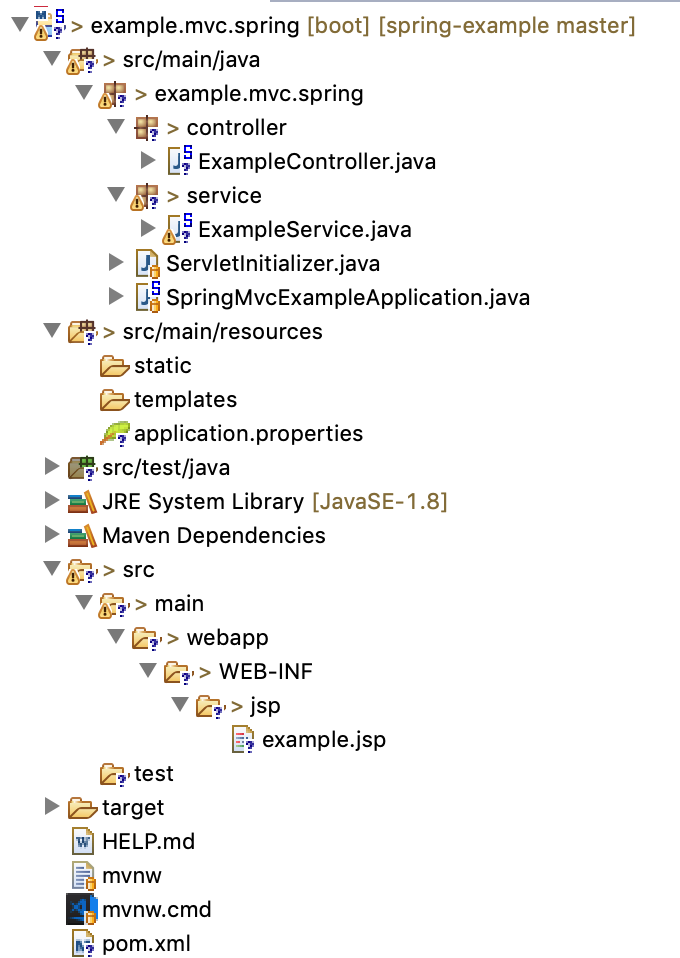 > example.mvc.spring [boot] [spring-example master]
> src/main/java
> example.mvc.spring
> controller
ExampleController.java
> service
ExampleService.java
ServletInitializer.java
SpringMvcExampleApplication.java
> src/main/resources
static
templates
application.properties
src/test/java
JRE System Library [JavaSE-1.8]
Maven Dependencies
> src
> main
> webapp
> WEB-INF
> jsp
example.jsp
test
target
HELP.md
mvnw
mvnw.cmd
pom.xml